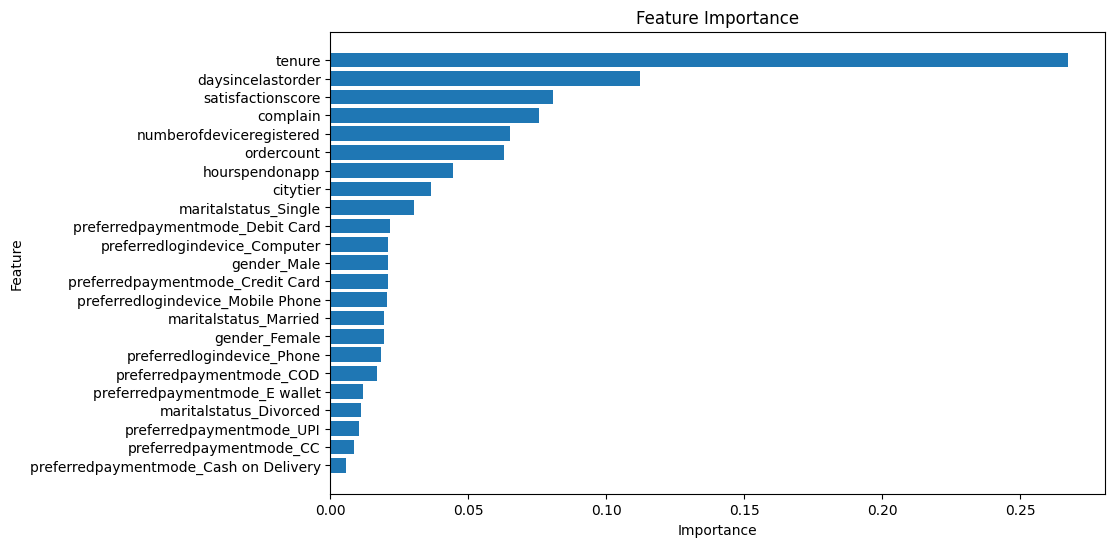 Feature Importance
tenure
daysincelastorder
satisfactionscore
complain
numberofdeviceregistered
ordercount
hourspendonapp
citytier
maritalstatus_Single
preferredpaymentmode_Debit Card
preferredlogindevice_Computer
gender_Male
preferredpaymentmode_Credit Card
preferredlogindevice_Mobile Phone
maritalstatus_Married
gender_Female
preferredlogindevice_Phone
preferredpaymentmode_COD
preferredpaymentmode_E wallet
maritalstatus_Divorced
preferredpaymentmode_UPI
preferredpaymentmode_CC
preferredpaymentmode_Cash on Delivery
Feature
0.00 0.05 0.10 0.15 0.20 0.25
Importance